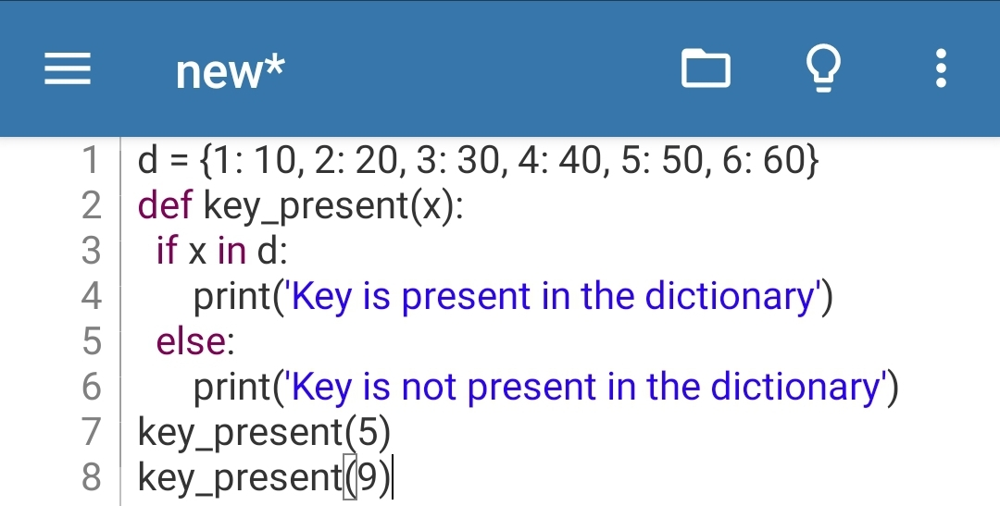 new*
1 d = {1: 10, 2: 20, 3: 30, 4: 40, 5: 50, 6: 60}
2 def key_present(x):
3  if x in d:
4    print('Key is present in the dictionary')
5  else:
6    print('Key is not present in the dictionary')
7 key_present(5)
8 key_present(9)